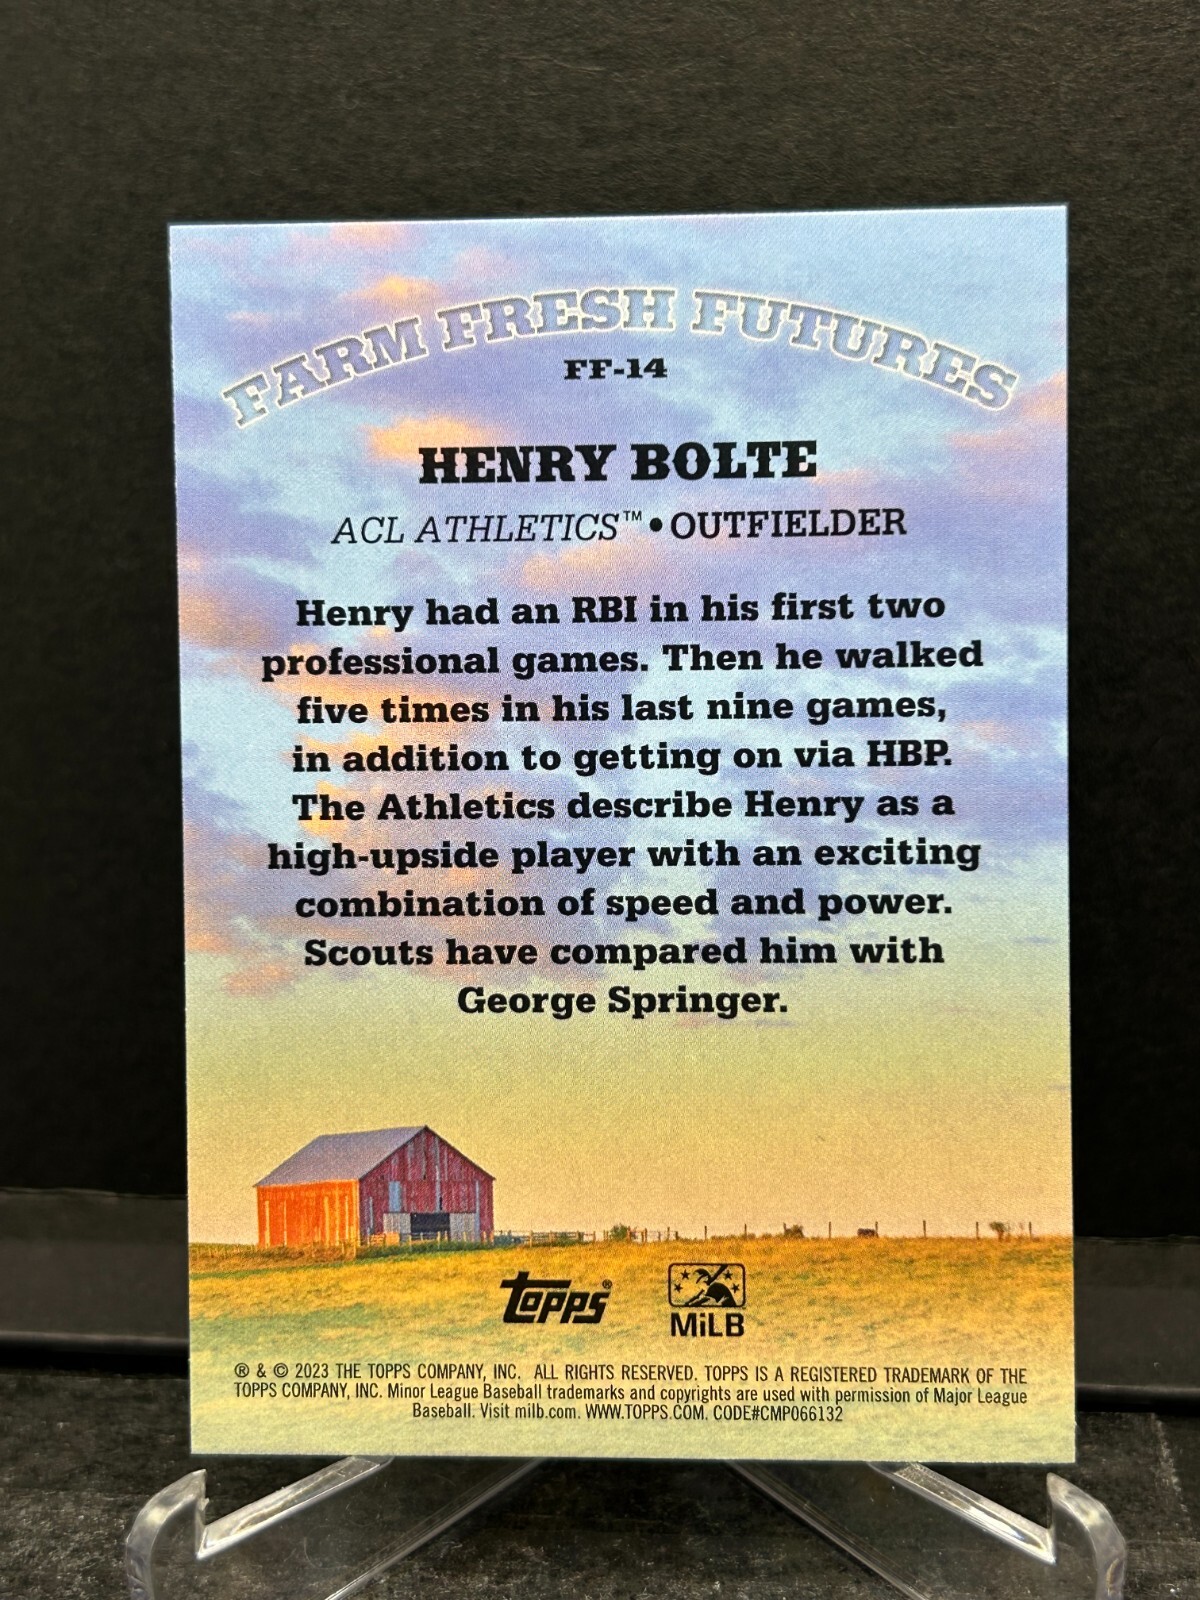 FARM FRESH FUTURES
FF-14
HENRY BOLTE
ACL ATHLETICS™ • OUTFIELDER
Henry had an RBI in his first two
professional games. Then he walked
five times in his last nine games,
in addition to getting on via HBP.
The Athletics describe Henry as a
high-upside player with an exciting
combination of speed and power.
Scouts have compared him with
George Springer.
topps®
MiLB
® & © 2023 THE TOPPS COMPANY, INC. ALL RIGHTS RESERVED. TOPPS IS A REGISTERED TRADEMARK OF THE
TOPPS COMPANY, INC. Minor League Baseball trademarks and copyrights are used with permission of Major League
Baseball. Visit milb.com. WWW.TOPPS.COM. CODE#CMP066132